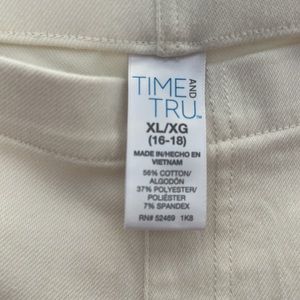 TIME AND
TRU™
XL/XG
(16-18)
MADE IN/HECHO EN
VIETNAM
56% COTTON/
ALGODÓN
37% POLYESTER/
POLIÉSTER
7% SPANDEX
RN# 52469 1K8